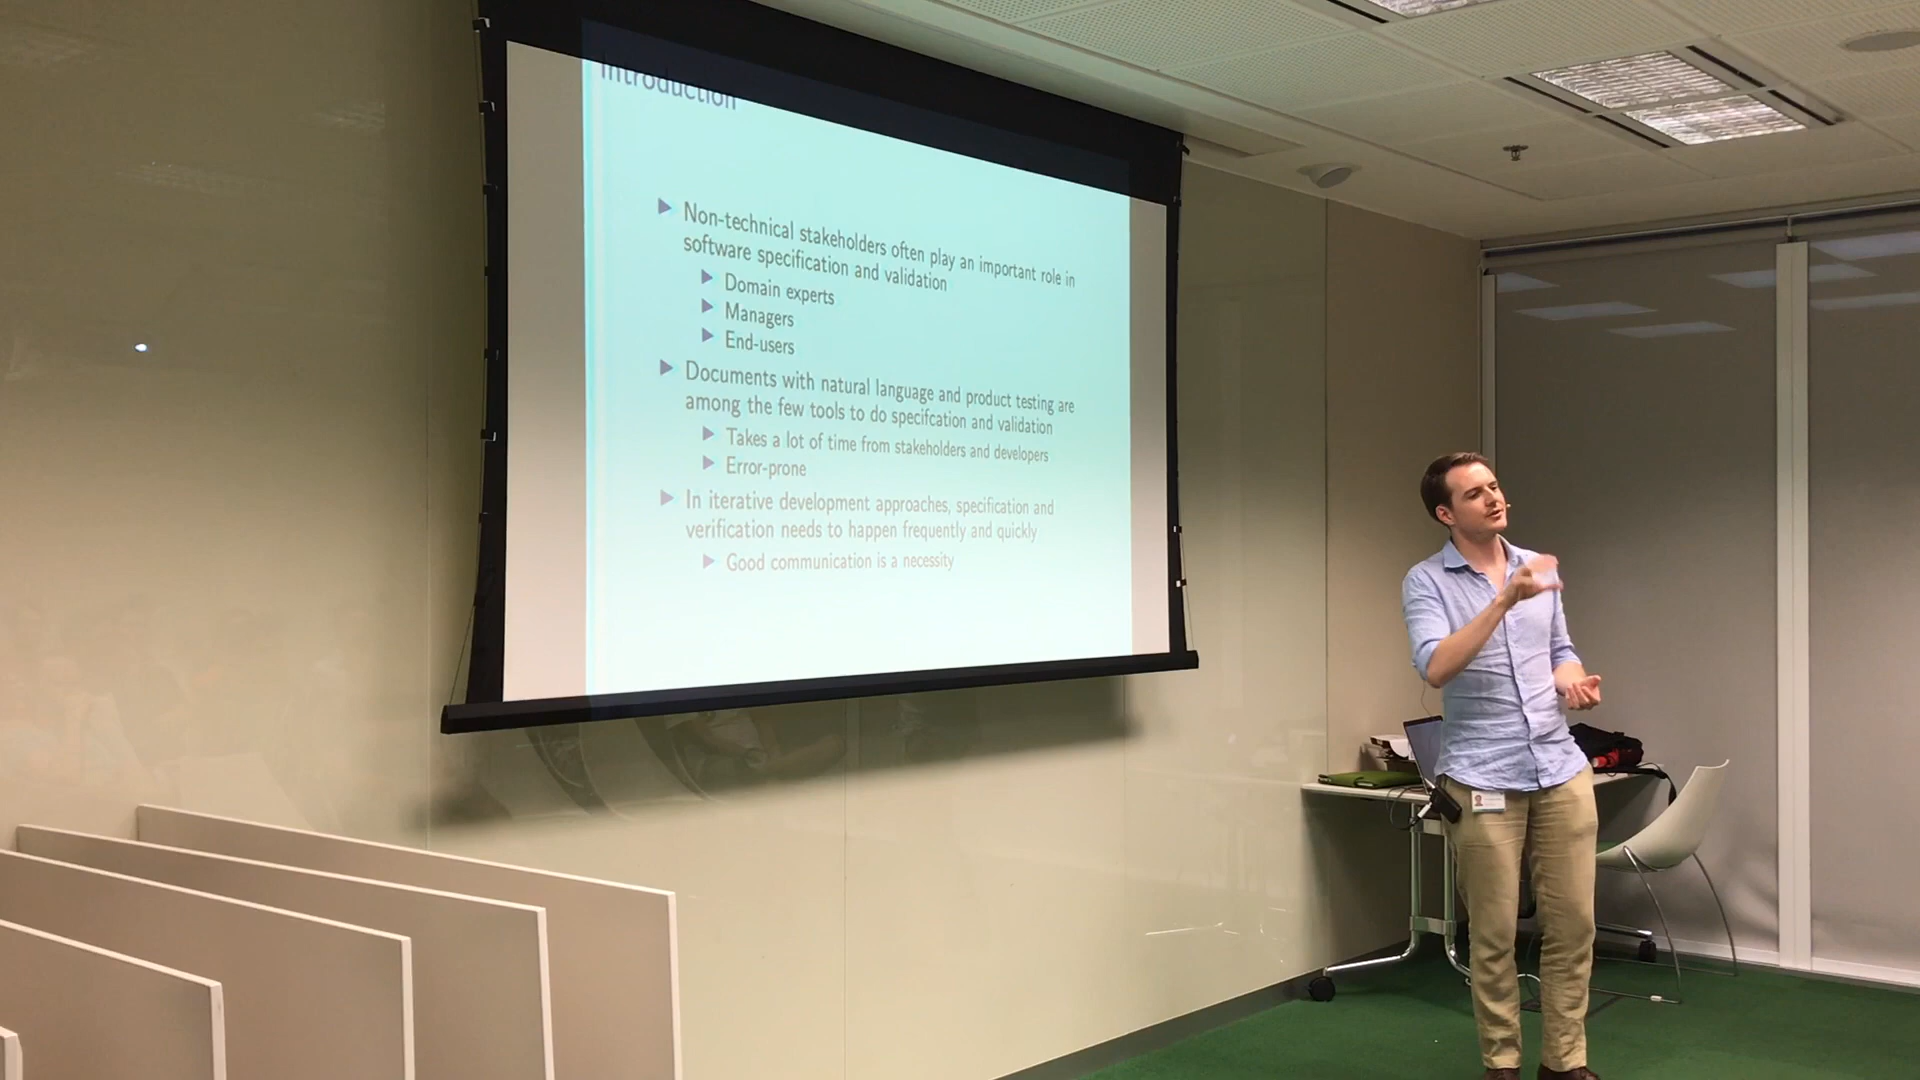 Introduction
Non-technical stakeholders often play an important role in
software specification and validation
Domain experts
Managers
End-users
Documents with natural language and product testing are
among the few tools to do specifcation and validation
Takes a lot of time from stakeholders and developers
Error-prone
In iterative development approaches, specification and
verification needs to happen frequently and quickly
Good communication is a necessity